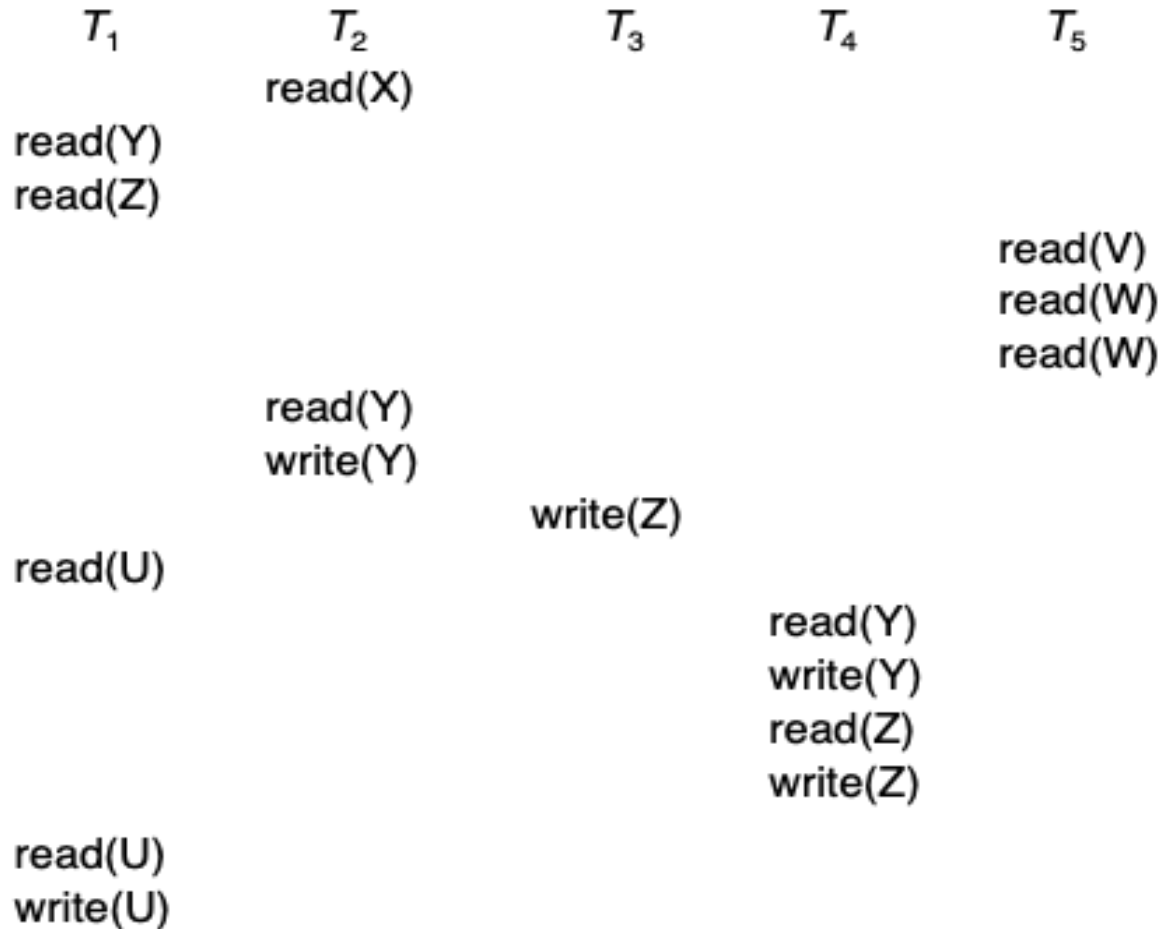 T₁ T₂ T₃ T₄ T₅
read(X)
read(Y)
read(Z)
read(V)
read(W)
read(W)
read(Y)
write(Y)
write(Z)
read(U)
read(Y)
write(Y)
read(Z)
write(Z)
read(U)
write(U)